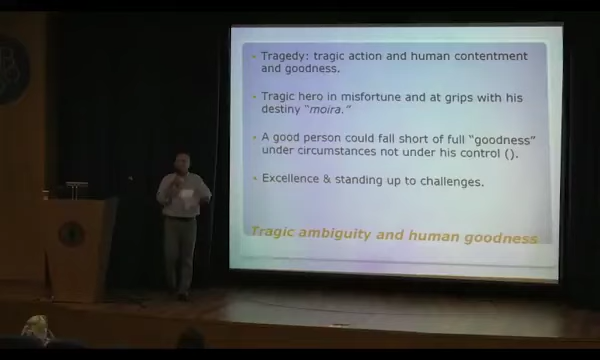 Tragedy: tragic action and human contentment
and goodness.
Tragic hero in misfortune and at grips with his
destiny "moira."
A good person could fall short of full "goodness"
under circumstances not under his control ().
Excellence & standing up to challenges.
Tragic ambiguity and human goodness